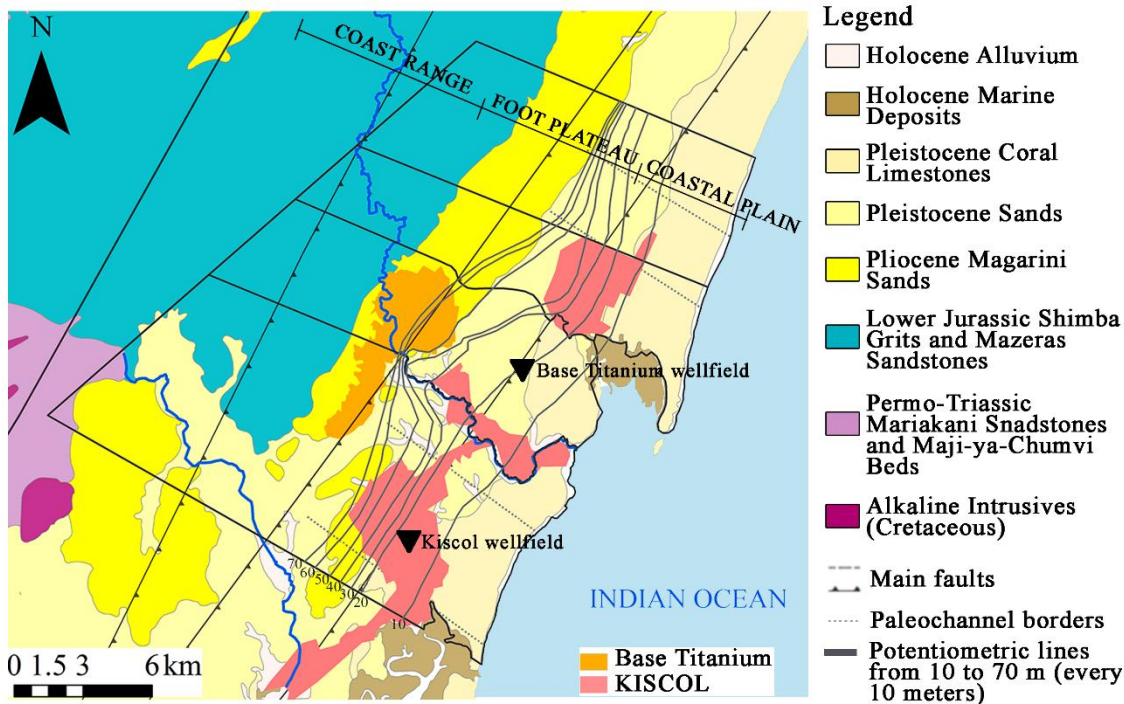 N
COAST RANGE
FOOT PLATEAU
COASTAL PLAIN
Base Titanium wellfield
Kiscol wellfield
70
60
50
40
30
20
10
INDIAN OCEAN
0 1.5 3 6 km
Base Titanium
KISCOL
Legend
Holocene Alluvium
Holocene Marine
Deposits
Pleistocene Coral
Limestones
Pleistocene Sands
Pliocene Magarini
Sands
Lower Jurassic Shimba
Grits and Mazeras
Sandstones
Permo-Triassic
Mariakani Snadstones
and Maji-ya-Chumvi
Beds
Alkaline Intrusives
(Cretaceous)
Main faults
Paleochannel borders
Potentiometric lines
from 10 to 70 m (every
10 meters)